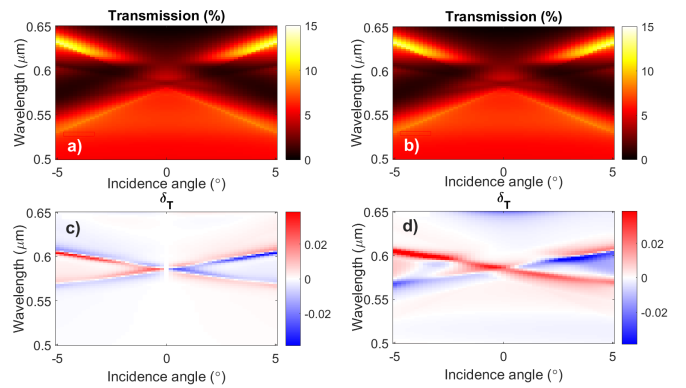 Transmission (%)
Wavelength (μm)
0.65
0.6
0.55
0.5
a)
-5
0
5
Incidence angle (°)
15
10
5
0
Transmission (%)
Wavelength (μm)
0.65
0.6
0.55
0.5
b)
-5
0
5
Incidence angle (°)
15
10
5
0
δT
Wavelength (μm)
0.65
0.6
0.55
0.5
c)
-5
0
5
Incidence angle (°)
0.02
0
-0.02
δT
Wavelength (μm)
0.65
0.6
0.55
0.5
d)
-5
0
5
Incidence angle (°)
0.02
0
-0.02